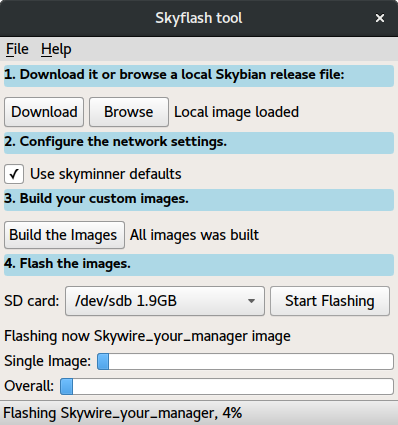 Skyflash tool
File Help
1. Download it or browse a local Skybian release file:
Download Browse Local image loaded
2. Configure the network settings.
Use skyminner defaults
3. Build your custom images.
Build the Images All images was built
4. Flash the images.
SD card: /dev/sdb 1.9GB Start Flashing
Flashing now Skywire_your_manager image
Single Image:
Overall:
Flashing Skywire_your_manager, 4%